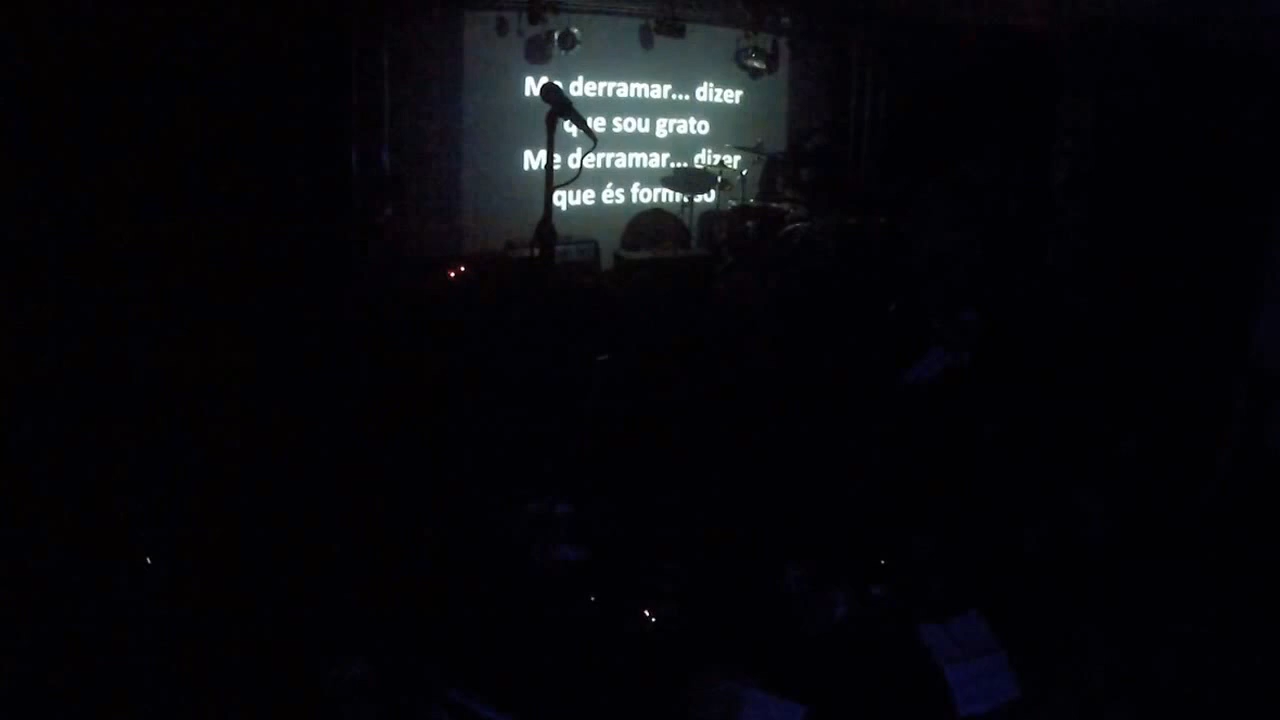 Me derramar... dizer
que sou grato
Me derramar... dizer
que és formoso